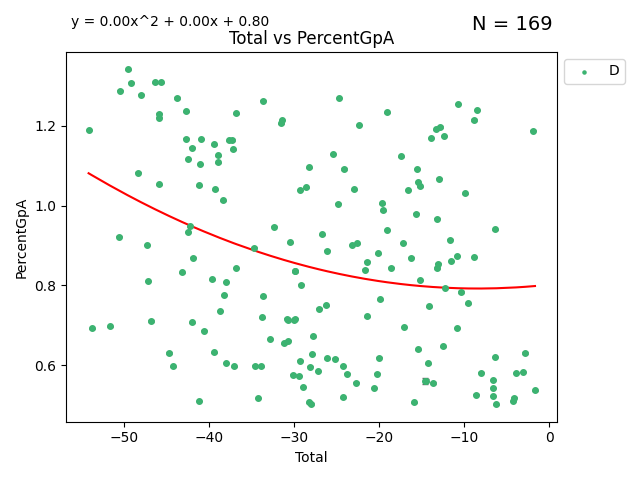 y = 0.00x^2 + 0.00x + 0.80
N = 169
Total vs PercentGpA
D
PercentGpA
1.2
1.0
0.8
0.6
−50
−40
−30
−20
−10
0
Total